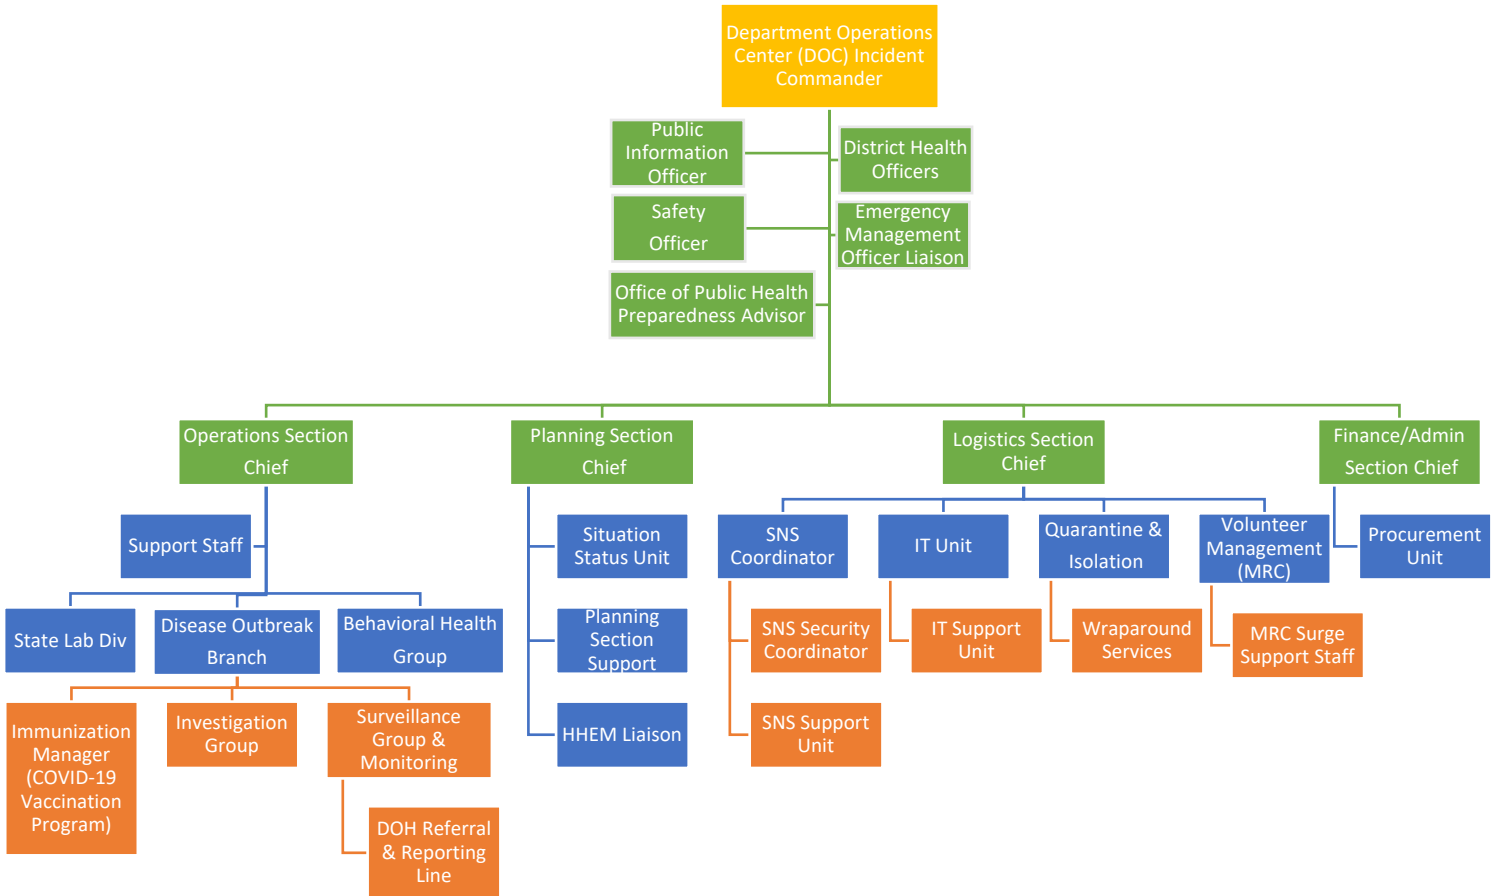 Department Operations
Center (DOC) Incident
Commander
Public
Information
Officer
District Health
Officers
Safety
Officer
Emergency
Management
Officer Liaison
Office of Public Health
Preparedness Advisor
Operations Section
Chief
Planning Section
Chief
Logistics Section
Chief
Finance/Admin
Section Chief
Support Staff
Situation
Status Unit
SNS
Coordinator
IT Unit
Quarantine &
Isolation
Volunteer
Management
(MRC)
Procurement
Unit
State Lab Div
Disease Outbreak
Branch
Behavioral Health
Group
Planning
Section
Support
SNS Security
Coordinator
IT Support
Unit
Wraparound
Services
MRC Surge
Support Staff
Immunization
Manager
(COVID-19
Vaccination
Program)
Investigation
Group
Surveillance
Group &
Monitoring
HHEM Liaison
SNS Support
Unit
DOH Referral
& Reporting
Line